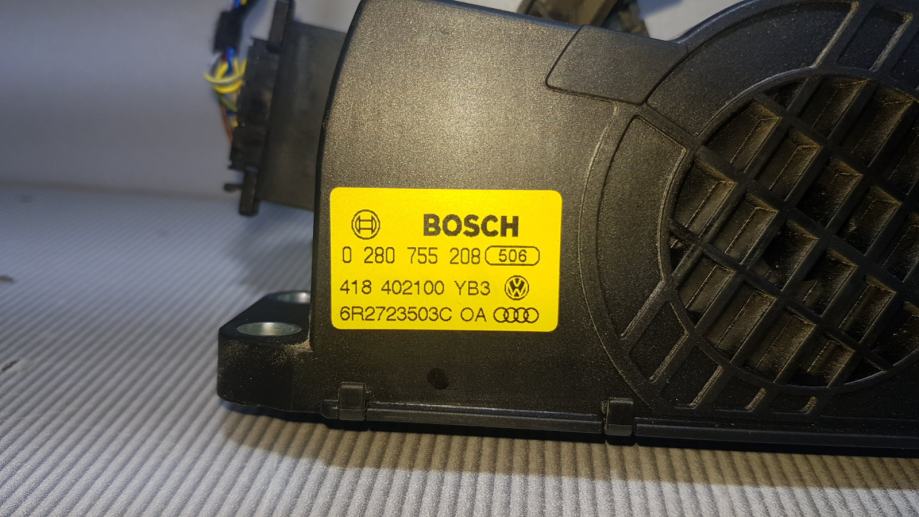 BOSCH
0 280 755 208 506
418 402100 YB3
6R2723503C OA